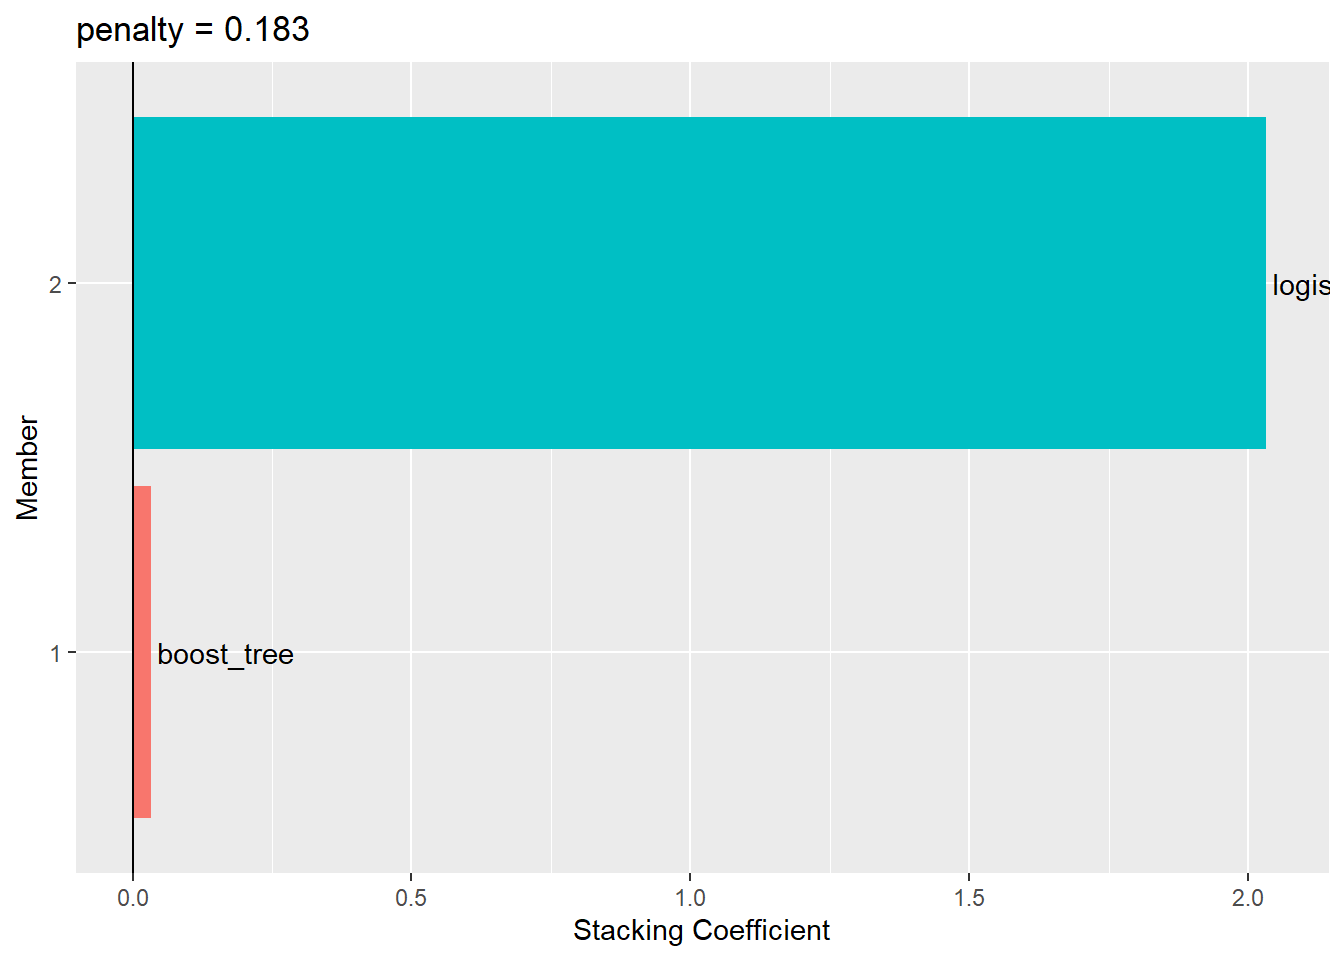 penalty = 0.183
2
logis
Member
1
boost_tree
0.0 0.5 1.0 1.5 2.0
Stacking Coefficient